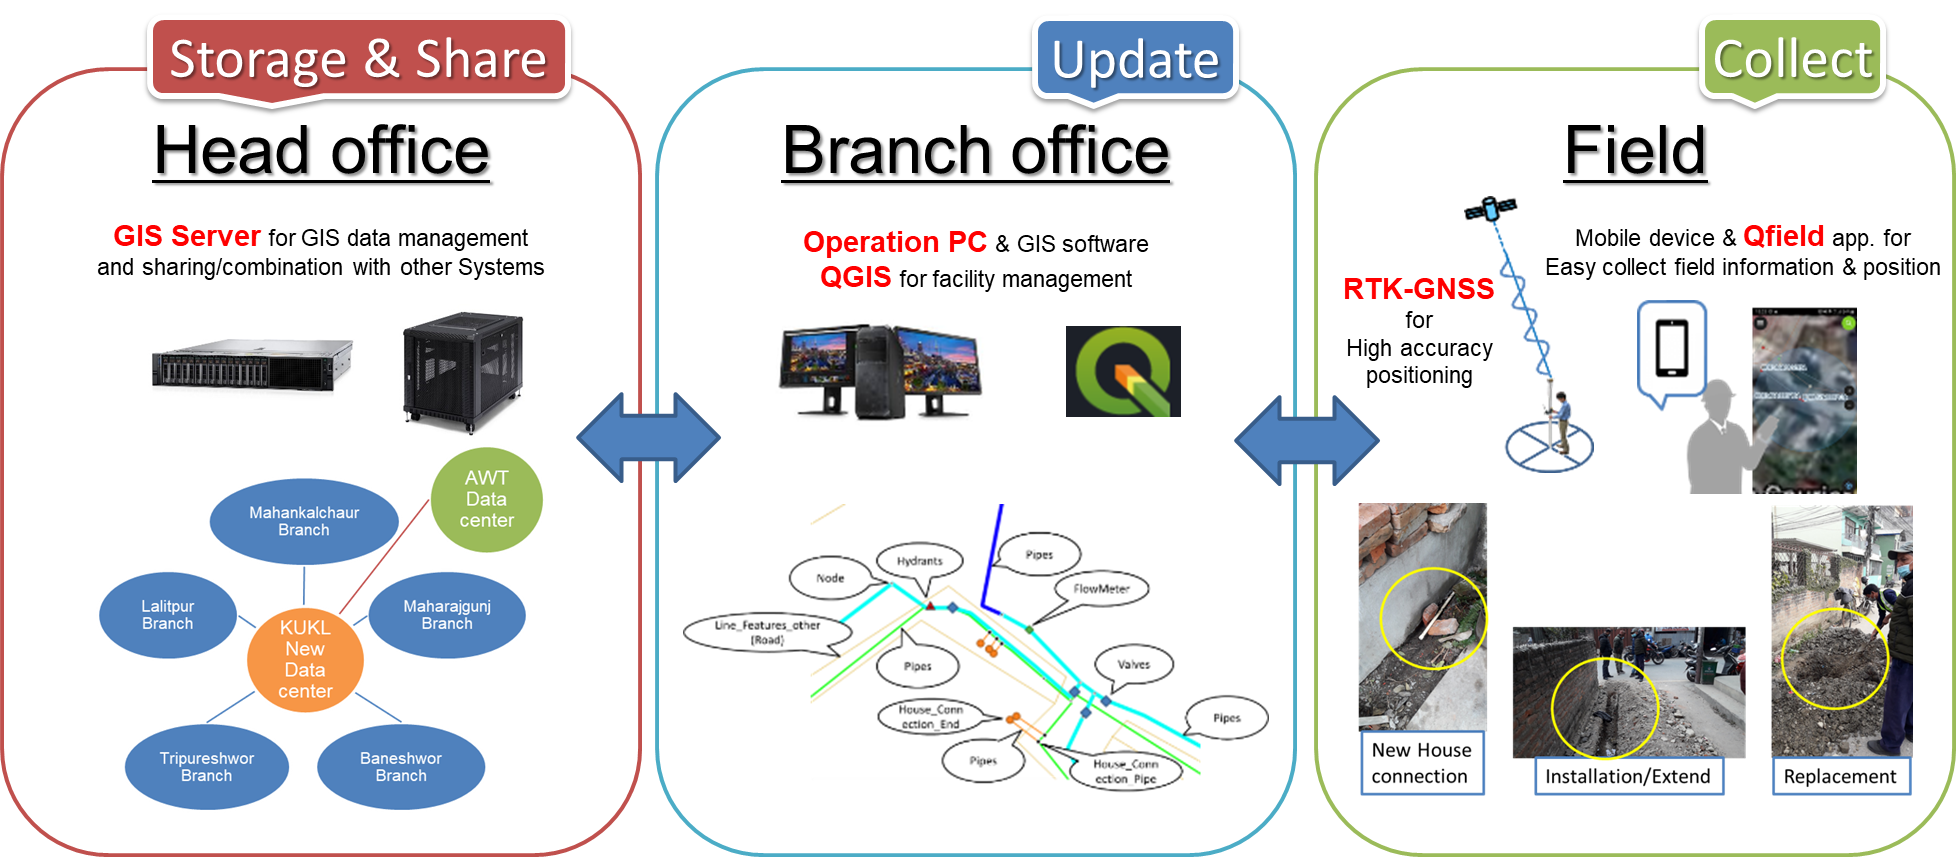 Storage & Share
Head office
GIS Server for GIS data management
and sharing/combination with other Systems
AWT
Data
center
Mahankalchaur
Branch
Lalitpur
Branch
Maharajgunj
Branch
KUKL
New
Data
center
Tripureshwor
Branch
Baneshwor
Branch
Update
Branch office
Operation PC & GIS software
QGIS for facility management
Pipes
Hydrants
Node
FlowMeter
Line_Features_other
(Road)
Pipes
Valves
House_Conn
ection_End
Pipes
Pipes
House_Conn
ection_Pipe
Collect
Field
Mobile device & Qfield app. for
Easy collect field information & position
RTK-GNSS
for
High accuracy
positioning
New House
connection
Installation/Extend
Replacement